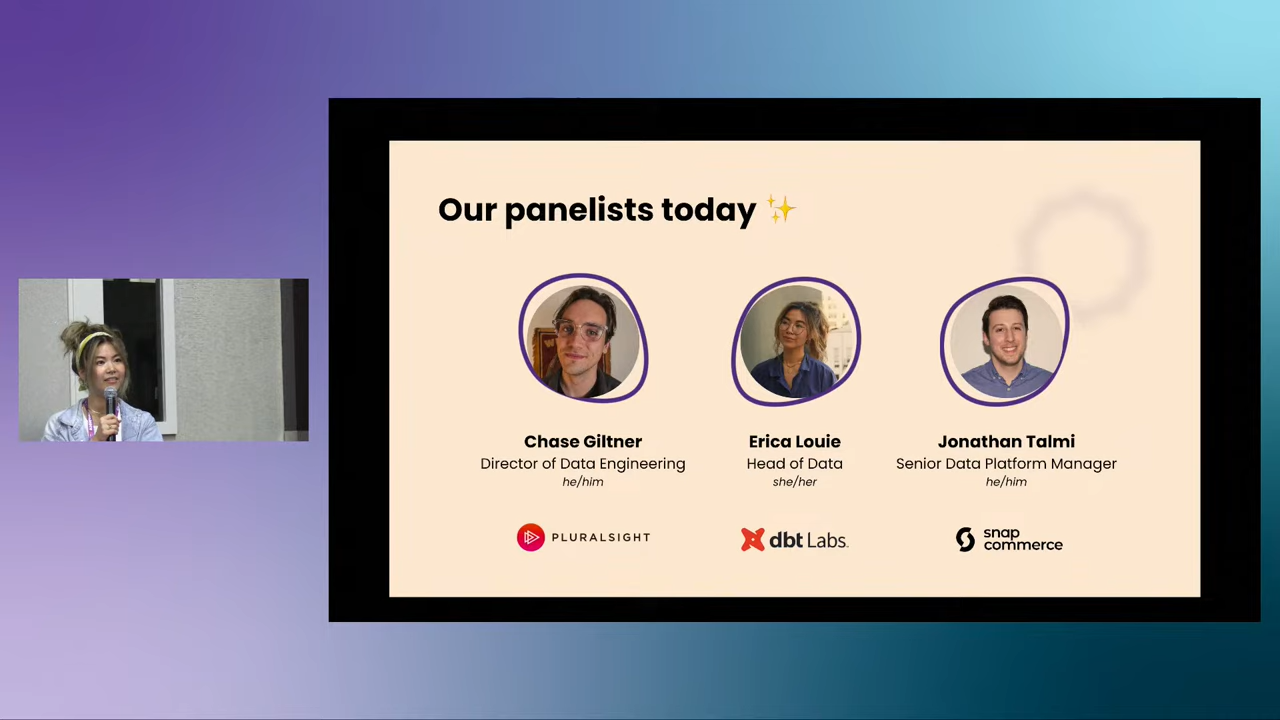 Our panelists today ✨
Chase Giltner
Director of Data Engineering
he/him
PLURALSIGHT
Erica Louie
Head of Data
she/her
dbt Labs.
Jonathan Talmi
Senior Data Platform Manager
he/him
snap
commerce